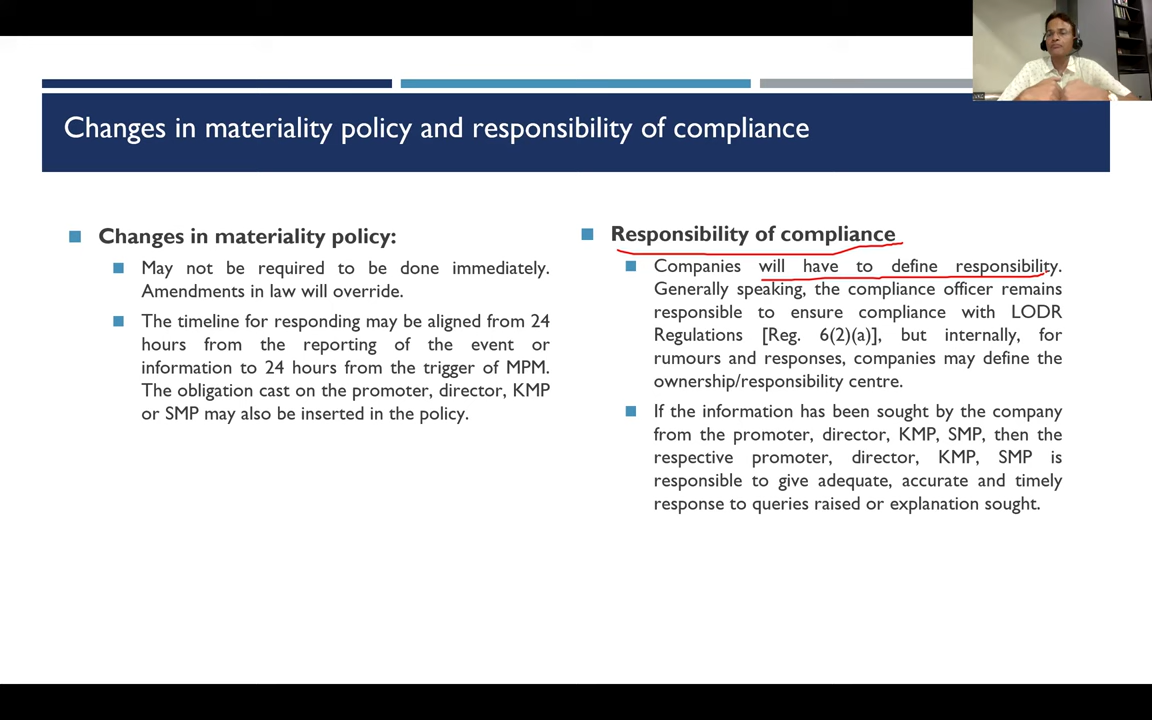 Changes in materiality policy and responsibility of compliance
Changes in materiality policy:
May not be required to be done immediately.
Amendments in law will override.
The timeline for responding may be aligned from 24
hours from the reporting of the event or
information to 24 hours from the trigger of MPM.
The obligation cast on the promoter, director, KMP
or SMP may also be inserted in the policy.
Responsibility of compliance
Companies will have to define responsibility.
Generally speaking, the compliance officer remains
responsible to ensure compliance with LODR
Regulations [Reg. 6(2)(a)], but internally, for
rumours and responses, companies may define the
ownership/responsibility centre.
If the information has been sought by the company
from the promoter, director, KMP, SMP, then the
respective promoter, director, KMP, SMP is
responsible to give adequate, accurate and timely
response to queries raised or explanation sought.